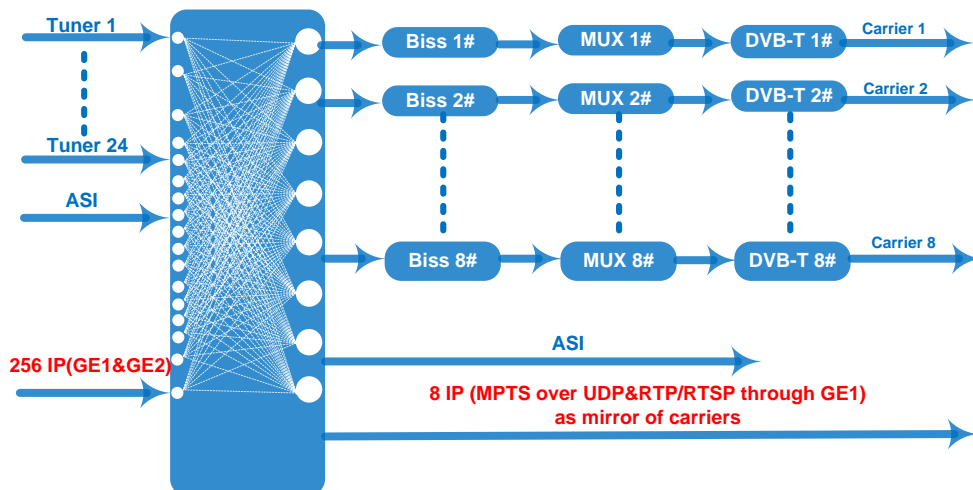 Tuner 1
Biss 1#
MUX 1#
DVB-T 1#
Carrier 1
Biss 2#
MUX 2#
DVB-T 2#
Carrier 2
Tuner 24
ASI
Biss 8#
MUX 8#
DVB-T 8#
Carrier 8
ASI
256 IP(GE1&GE2)
8 IP (MPTS over UDP&RTP/RTSP through GE1)
as mirror of carriers